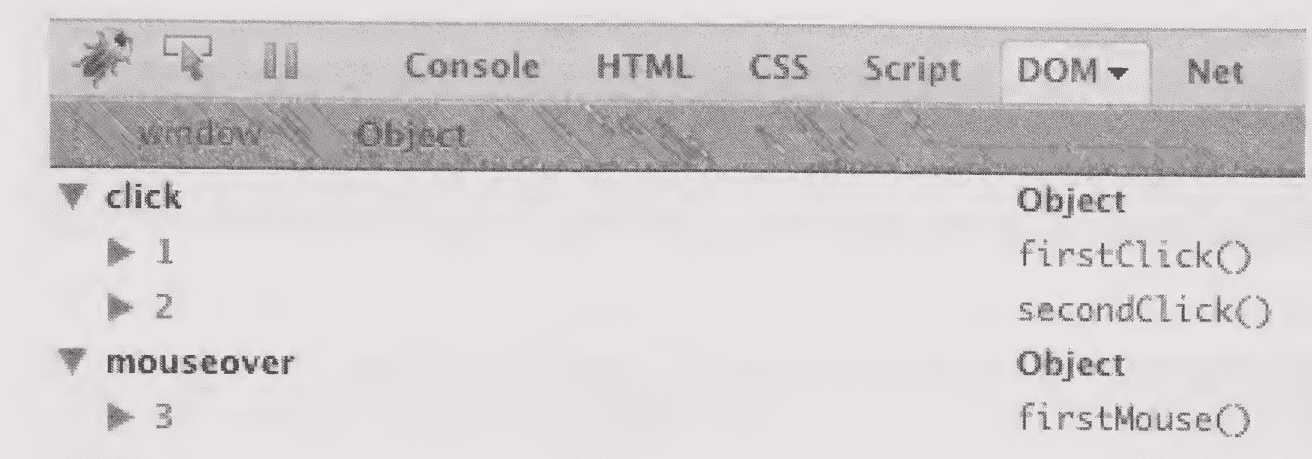 Console HTML CSS Script DOM Net
window Object
click Object
1 firstClick()
2 secondClick()
mouseover Object
3 firstMouse()